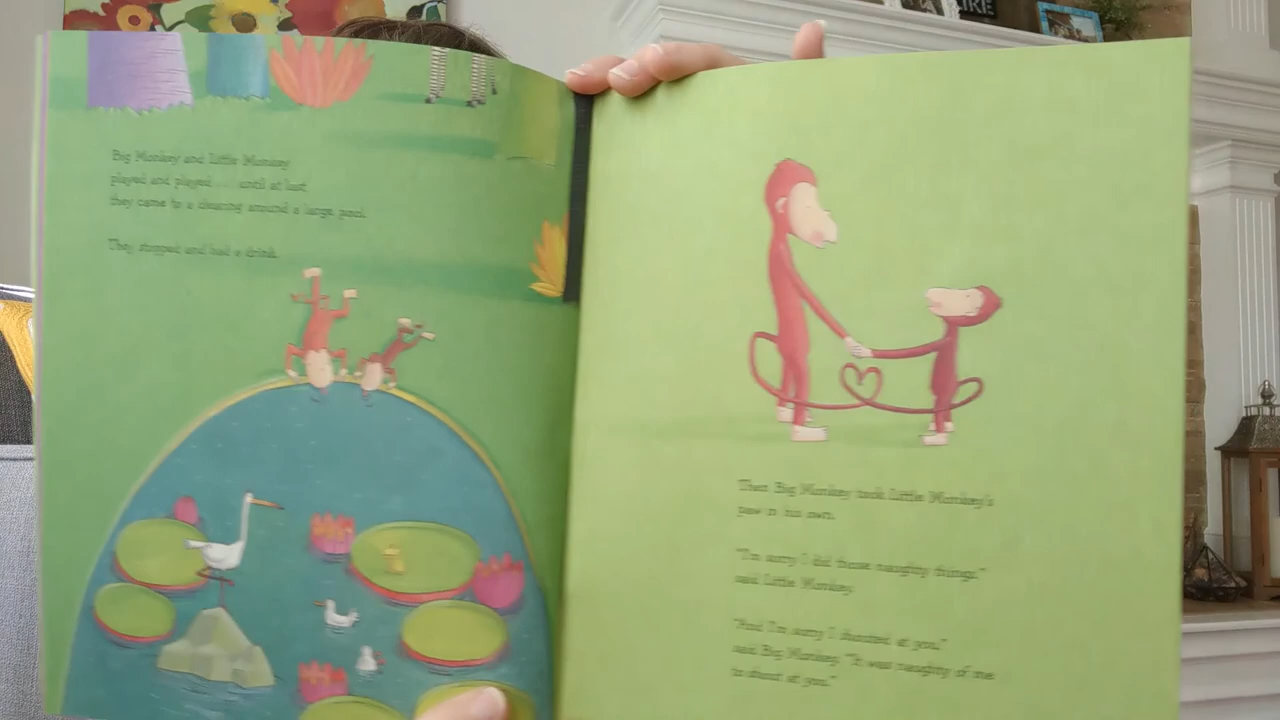 Big Monkey and Little Monkey
played and played . . . until at last
they came to a clearing around a large pool.
They stopped and had a drink.
Then Big Monkey took Little Monkey's
paw in his own.
"I'm sorry I did those naughty things,"
said Little Monkey.
"And I'm sorry I shouted at you,"
said Big Monkey. "It was naughty of me
to shout at you."
IKE